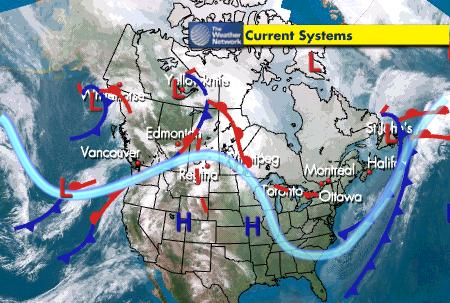 The
Weather
Network
Current Systems
L
Yellowknife
L
Whitehorse
L
St. John's
L
Edmonton
Vancouver
Winnipeg
Montreal
Halifax
Regina
L
Toronto
Ottawa
H
H